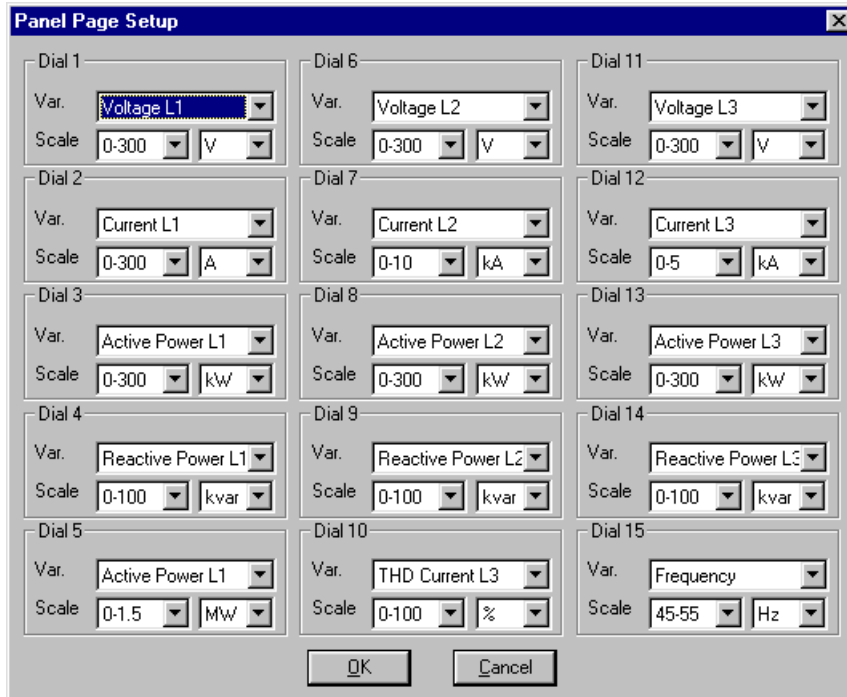 Panel Page Setup
Dial 1
Var. Voltage L1
Scale 0-300 V
Dial 6
Var. Voltage L2
Scale 0-300 V
Dial 11
Var. Voltage L3
Scale 0-300 V
Dial 2
Var. Current L1
Scale 0-300 A
Dial 7
Var. Current L2
Scale 0-10 kA
Dial 12
Var. Current L3
Scale 0-5 kA
Dial 3
Var. Active Power L1
Scale 0-300 kW
Dial 8
Var. Active Power L2
Scale 0-300 kW
Dial 13
Var. Active Power L3
Scale 0-300 kW
Dial 4
Var. Reactive Power L1
Scale 0-100 kvar
Dial 9
Var. Reactive Power L2
Scale 0-100 kvar
Dial 14
Var. Reactive Power L3
Scale 0-100 kvar
Dial 5
Var. Active Power L1
Scale 0-1.5 MW
Dial 10
Var. THD Current L3
Scale 0-100 %
Dial 15
Var. Frequency
Scale 45-55 Hz
OK Cancel